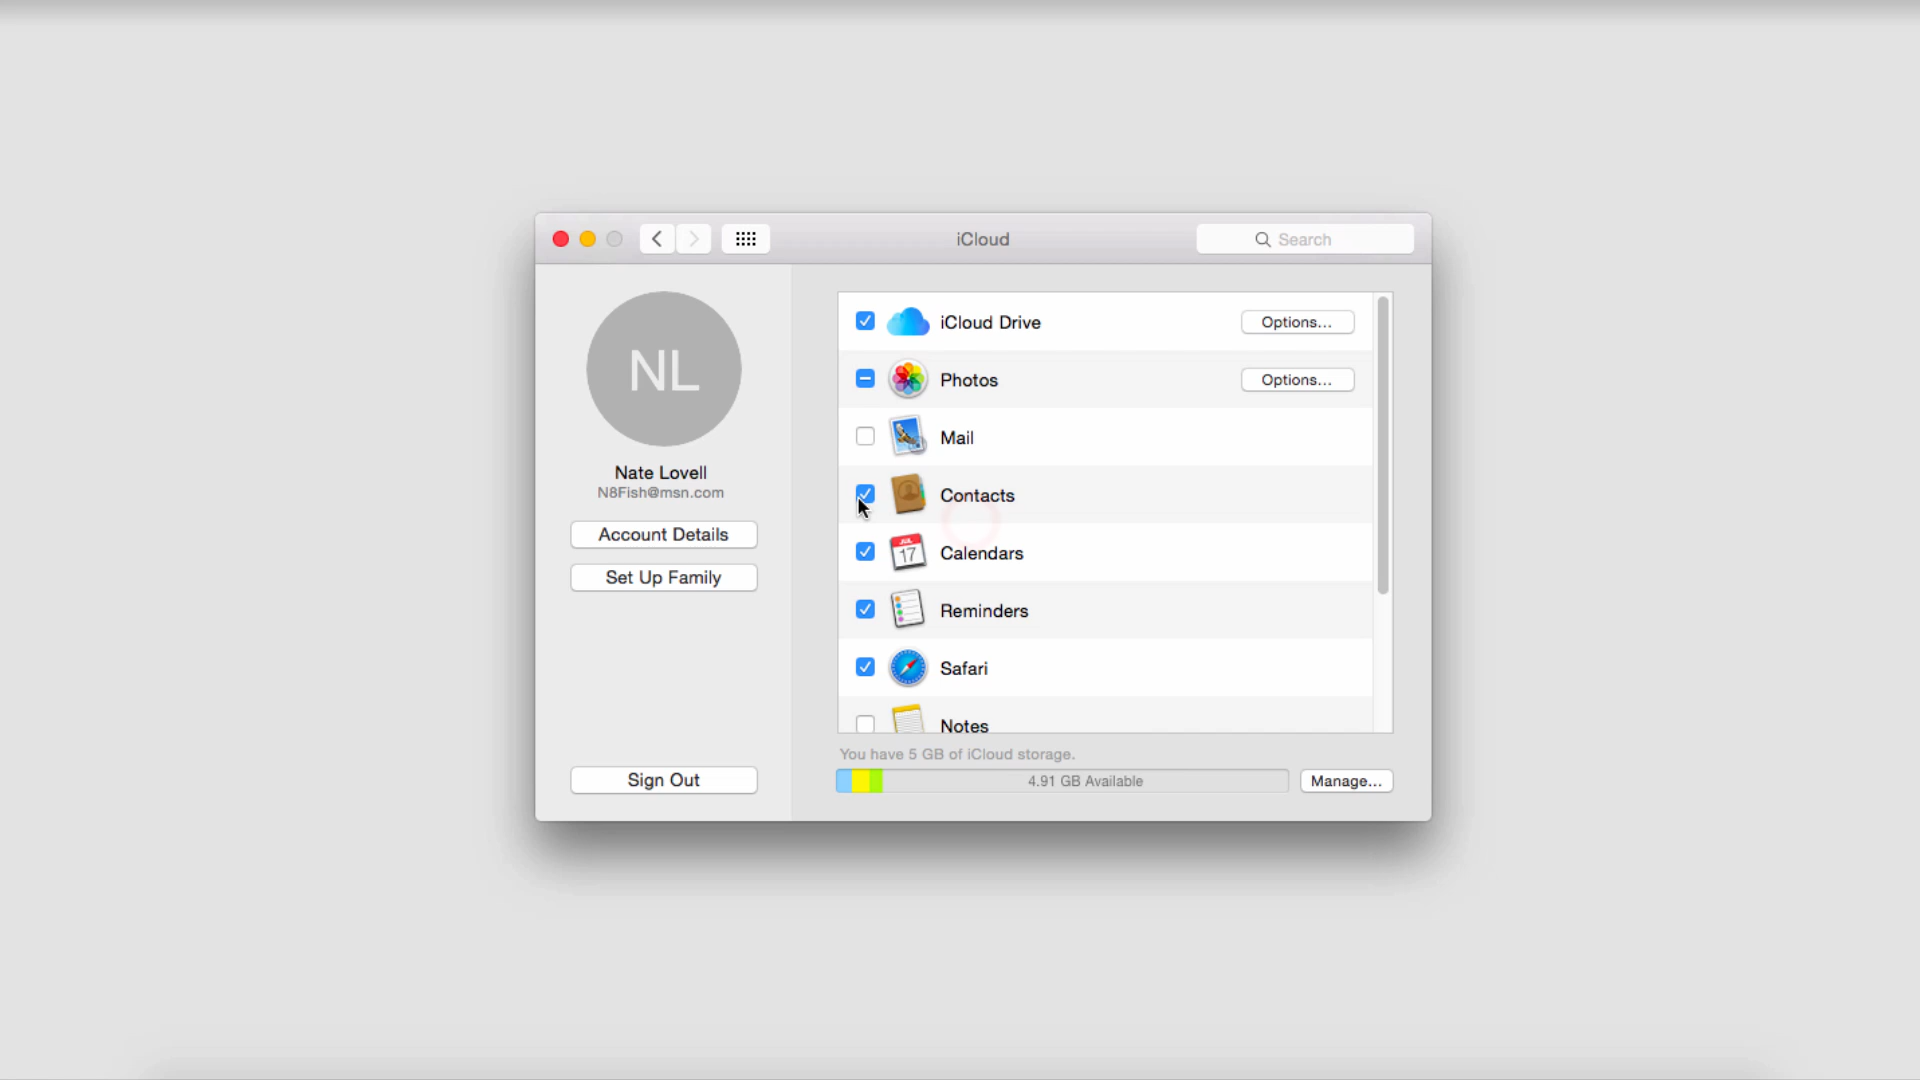 iCloud
Search
NL
Nate Lovell
N8Fish@msn.com
Account Details
Set Up Family
Sign Out
iCloud Drive
Options...
Photos
Options...
Mail
Contacts
JUL
17
Calendars
Reminders
Safari
Notes
You have 5 GB of iCloud storage.
4.91 GB Available
Manage...